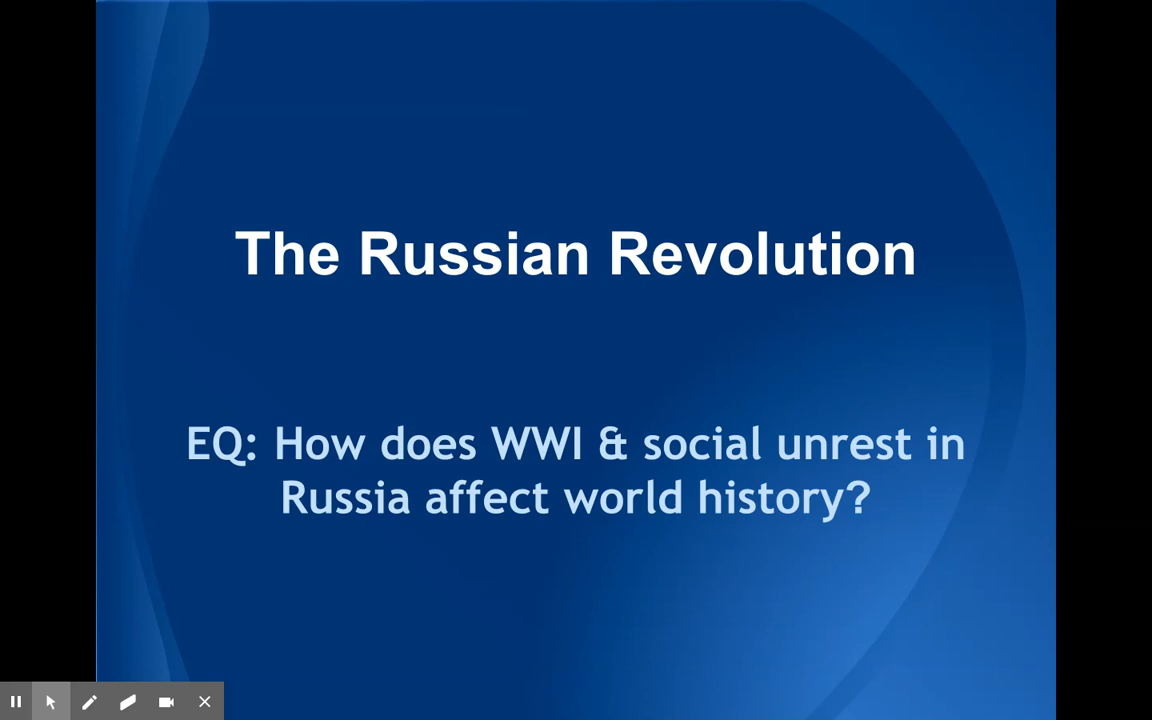 The Russian Revolution
EQ: How does WWI & social unrest in
Russia affect world history?